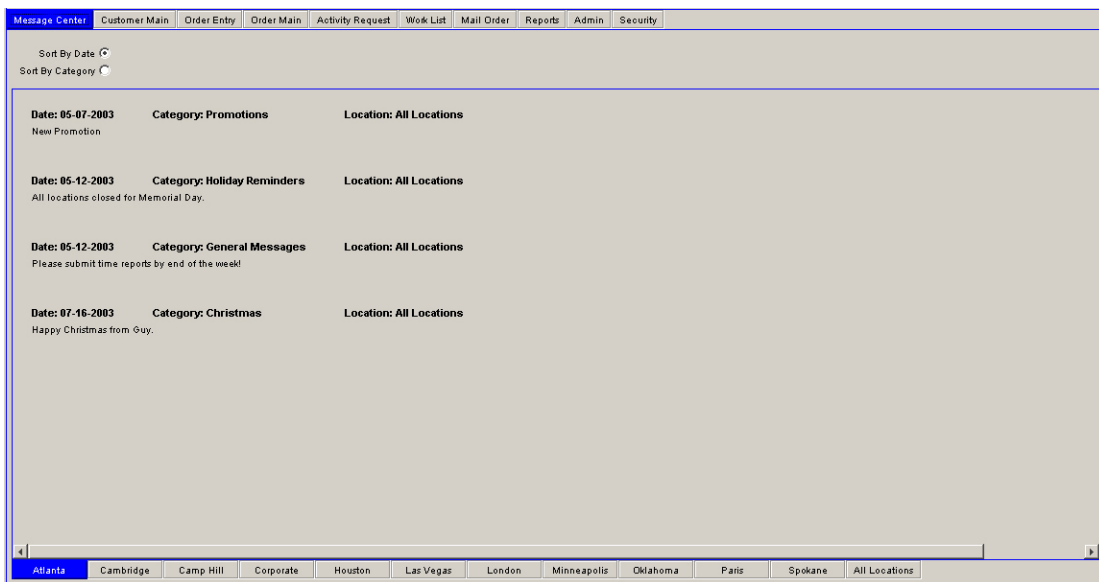 Message Center Customer Main Order Entry Order Main Activity Request Work List Mail Order Reports Admin Security
Sort By Date
Sort By Category
Date: 05-07-2003 Category: Promotions Location: All Locations
New Promotion
Date: 05-12-2003 Category: Holiday Reminders Location: All Locations
All locations closed for Memorial Day.
Date: 05-12-2003 Category: General Messages Location: All Locations
Please submit time reports by end of the week!
Date: 07-16-2003 Category: Christmas Location: All Locations
Happy Christmas from Guy.
Atlanta Cambridge Camp Hill Corporate Houston Las Vegas London Minneapolis Oklahoma Paris Spokane All Locations